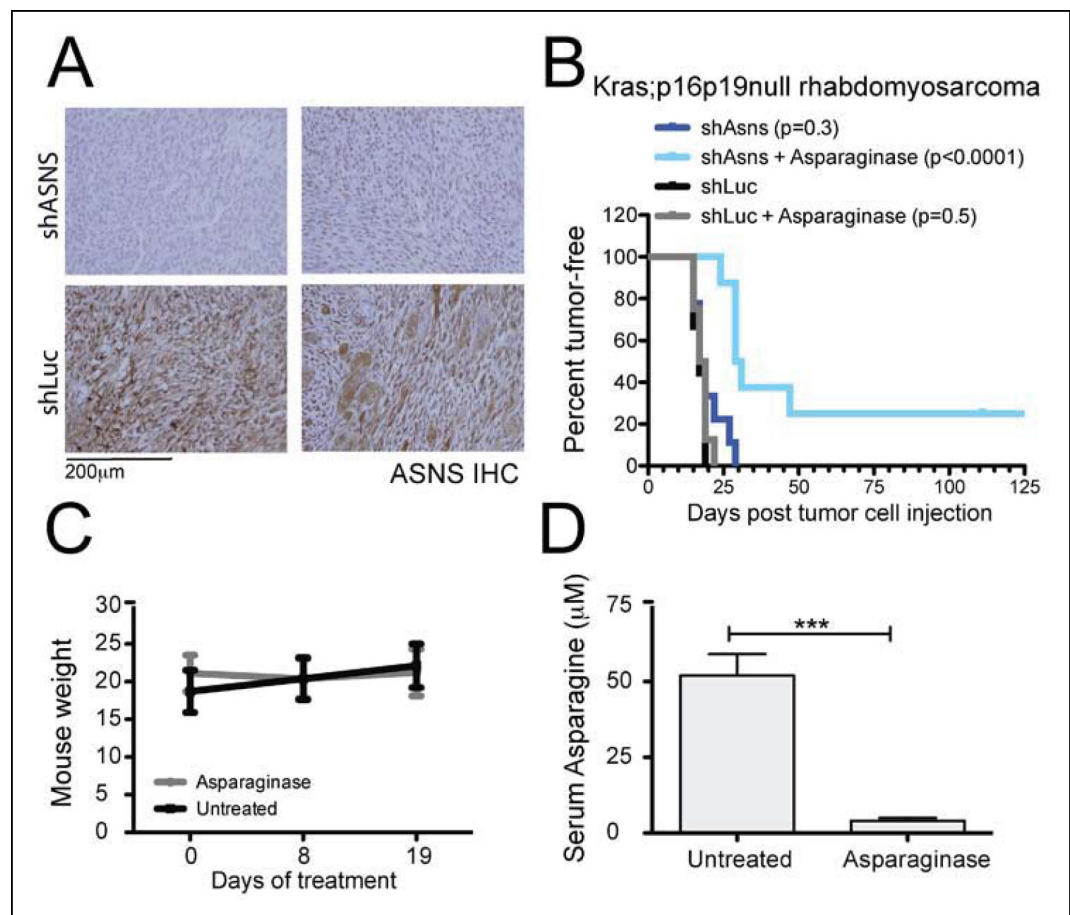 A
shASNS
shLuc
200μm
ASNS IHC
B
Kras;p16p19null rhabdomyosarcoma
shAsns (p=0.3)
shAsns + Asparaginase (p<0.0001)
shLuc
shLuc + Asparaginase (p=0.5)
Percent tumor-free
120
100
80
60
40
20
0
0 25 50 75 100 125
Days post tumor cell injection
C
Mouse weight
30
25
20
15
10
5
0
Asparaginase
Untreated
0 8 19
Days of treatment
D
Serum Asparagine (μM)
75
50
25
0
***
Untreated Asparaginase